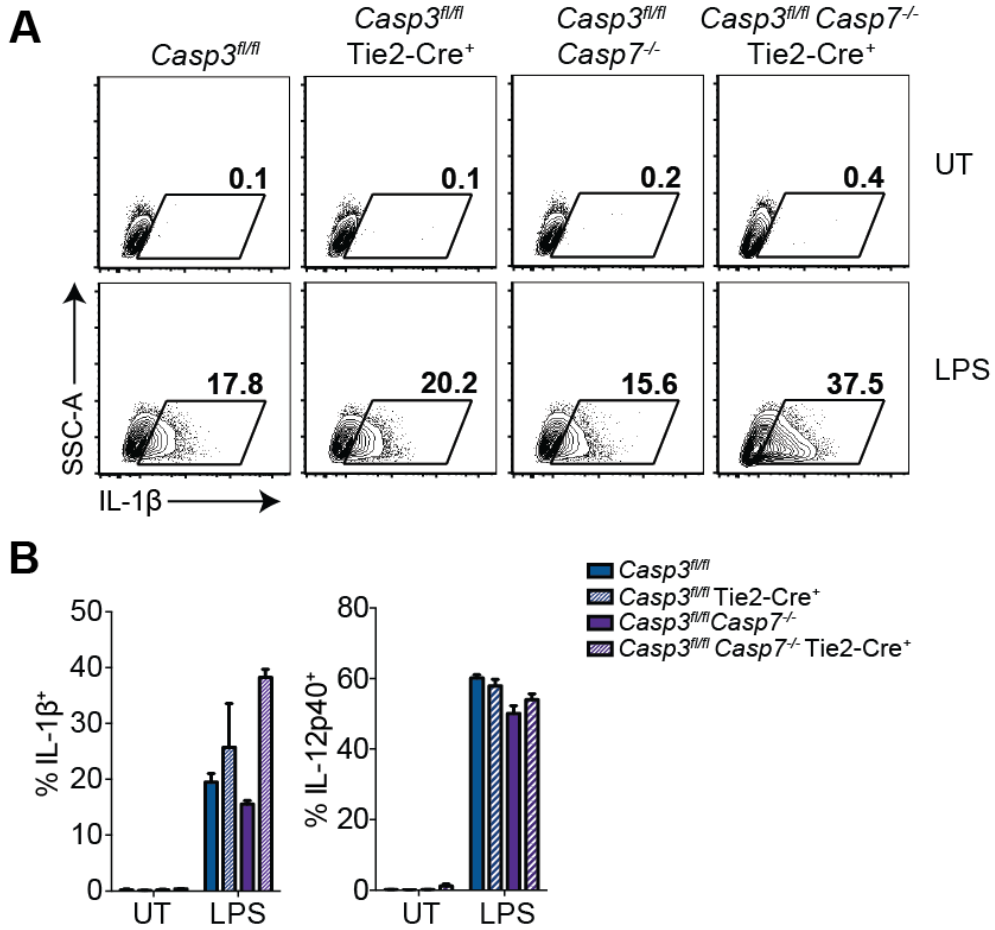 A
Casp3fl/fl
Casp3fl/fl
Tie2-Cre+
Casp3fl/fl
Casp7-/-
Casp3fl/fl Casp7-/-
Tie2-Cre+
0.1
0.1
0.2
0.4
UT
17.8
20.2
15.6
37.5
LPS
SSC-A
IL-1β
B
Casp3fl/fl
Casp3fl/fl Tie2-Cre+
Casp3fl/fl Casp7-/-
Casp3fl/fl Casp7-/- Tie2-Cre+
% IL-1β+
50
40
30
20
10
0
UT LPS
% IL-12p40+
80
60
40
20
0
UT LPS